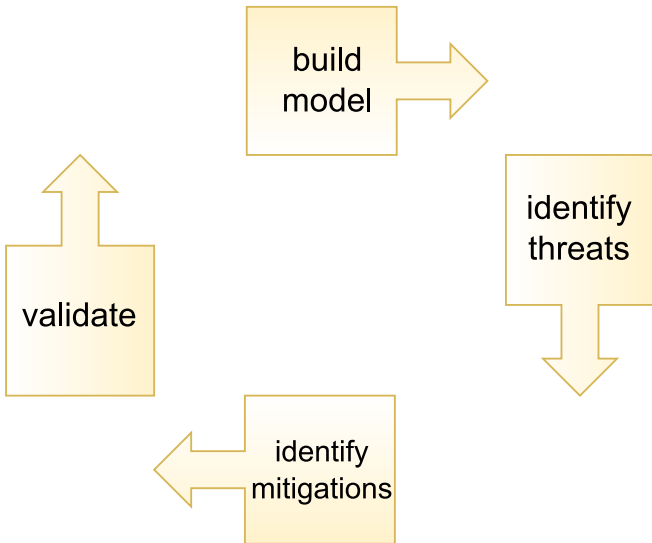 build
model
identify
threats
validate
identify
mitigations